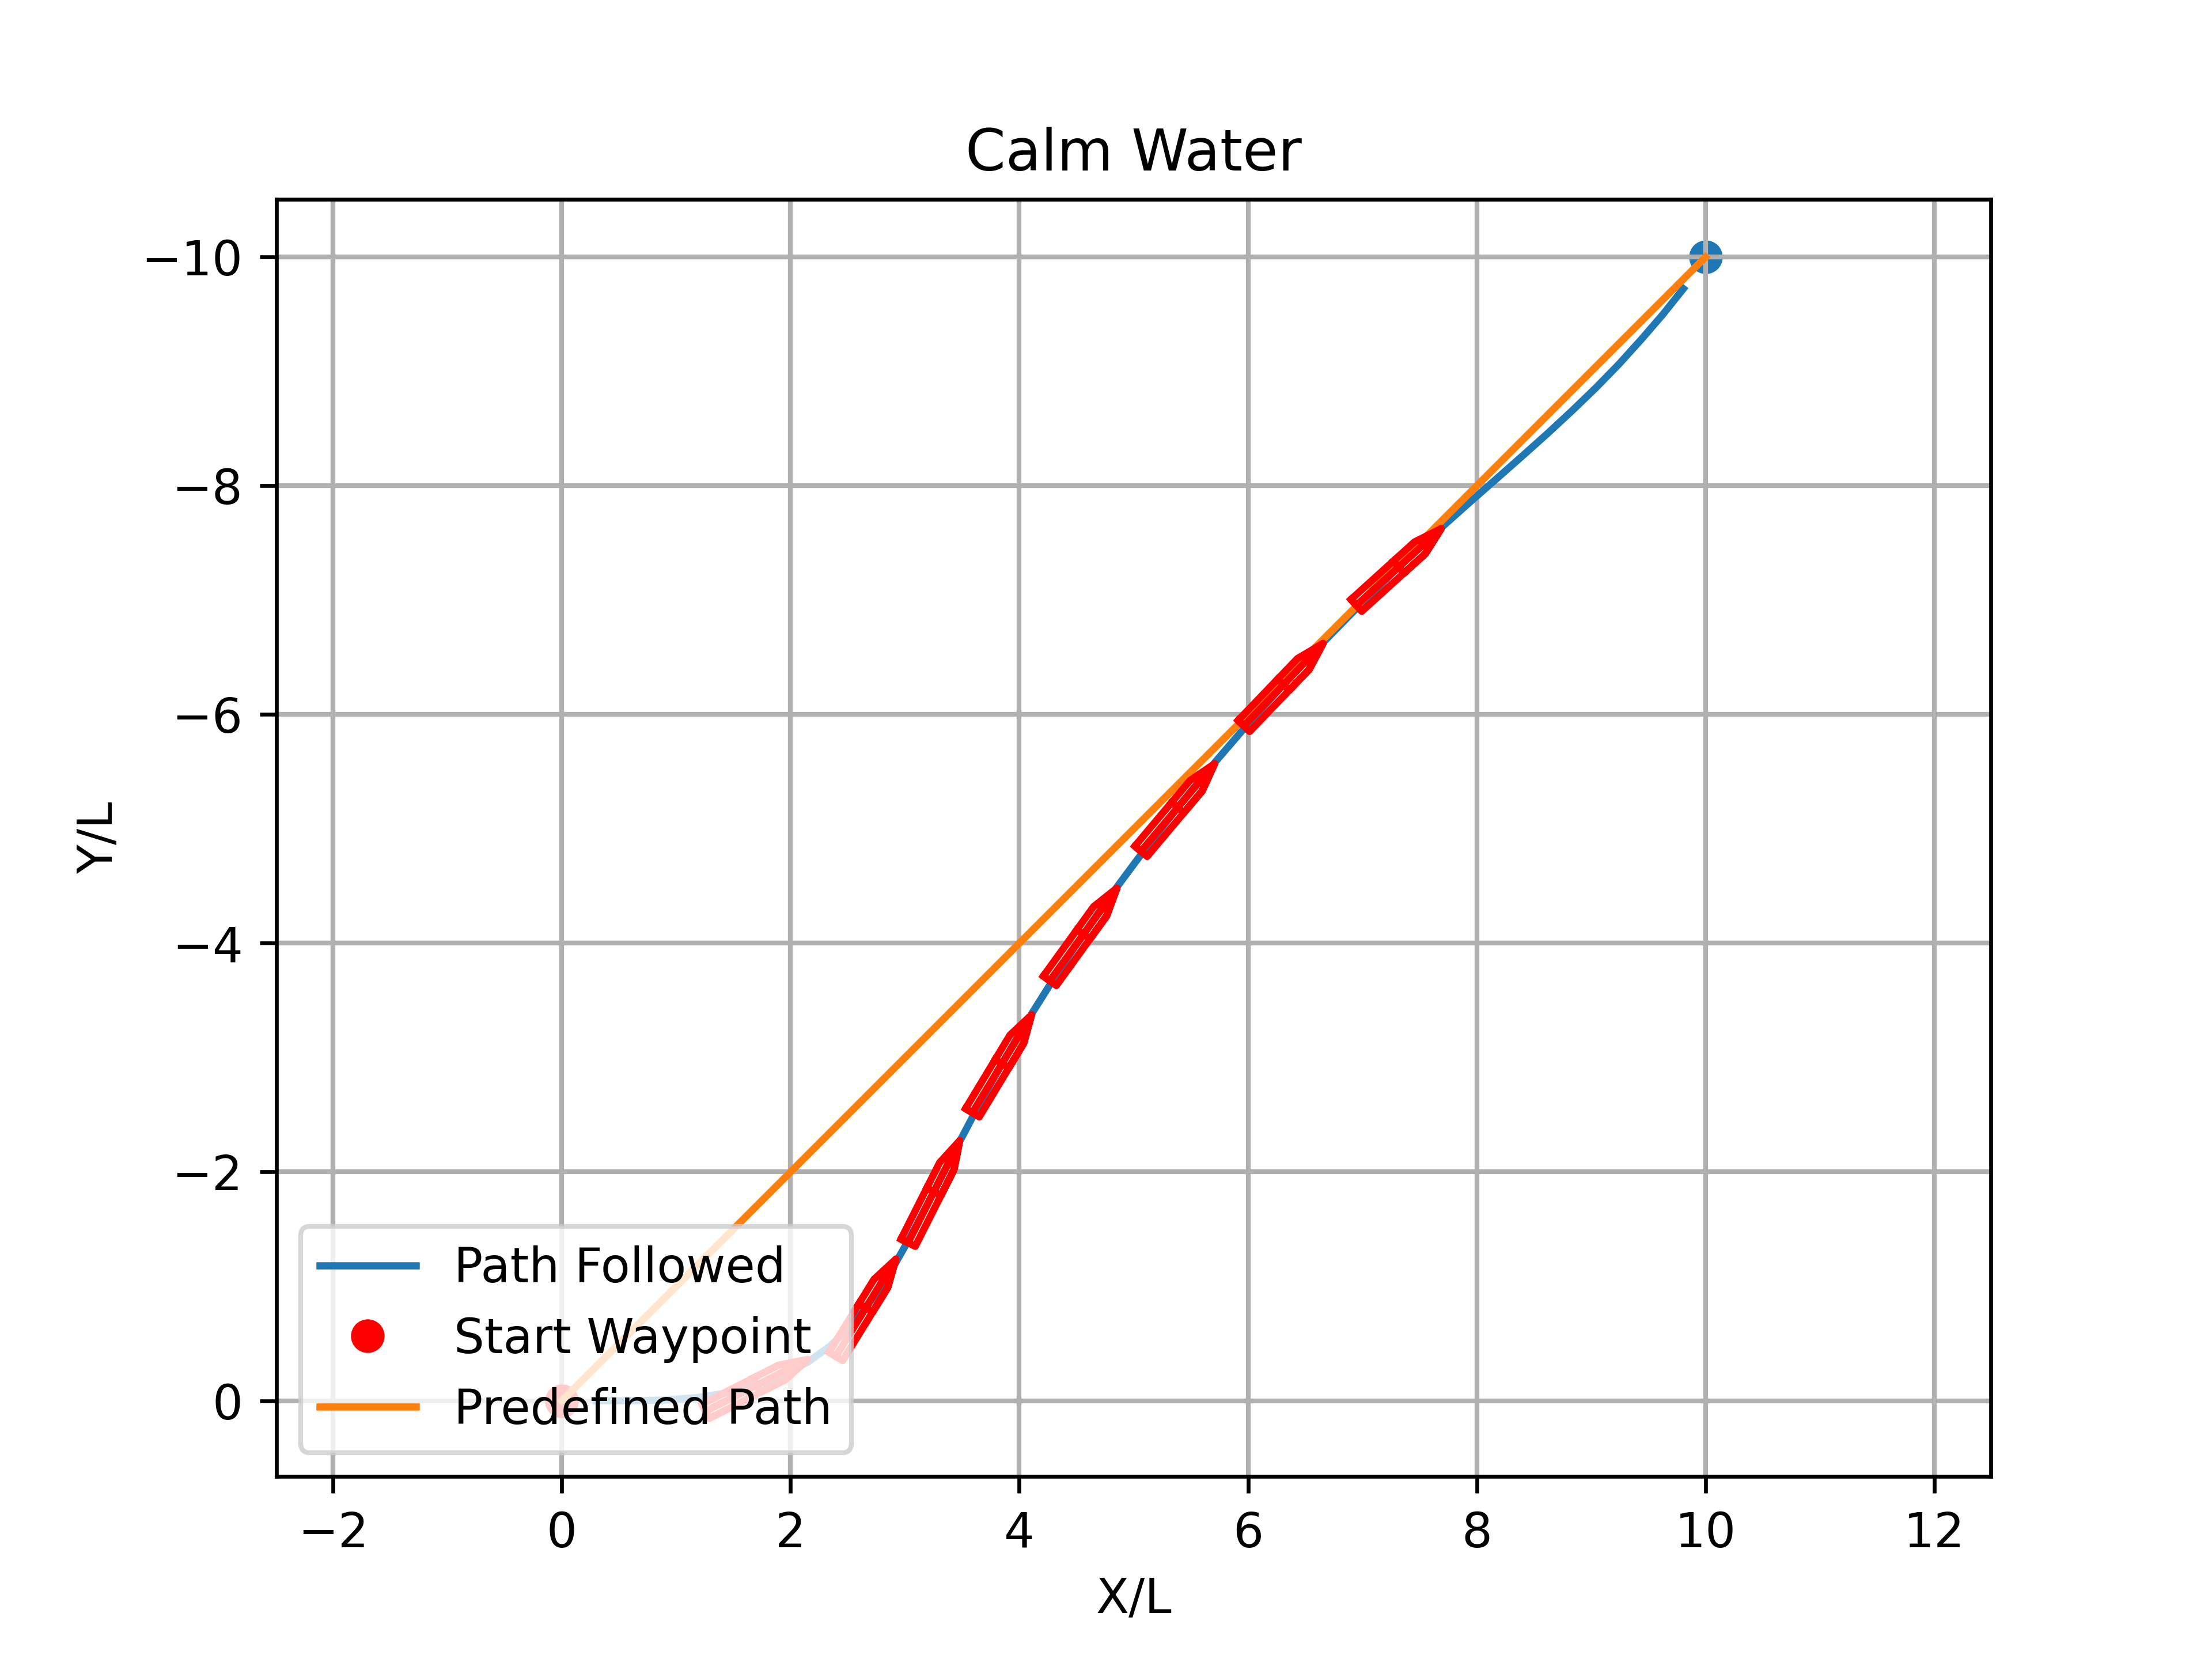 Calm Water
−10
−8
−6
−4
−2
0
Y/L
Path Followed
Start Waypoint
Predefined Path
−2 0 2 4 6 8 10 12
X/L